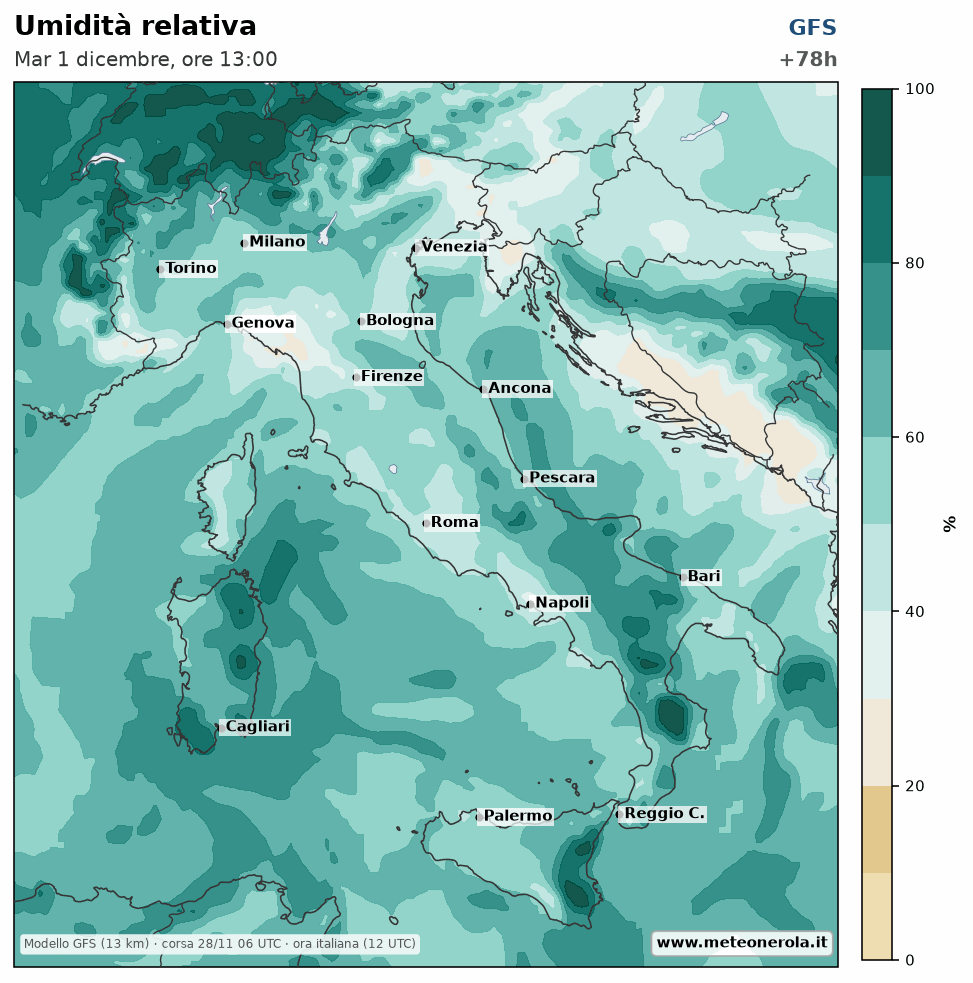 Umidità relativa
GFS
Mar 1 dicembre, ore 13:00
+78h
100
80
60
40
20
0
%
Milano
Venezia
Torino
Genova
Bologna
Firenze
Ancona
Pescara
Roma
Bari
Napoli
Cagliari
Palermo
Reggio C.
Modello GFS (13 km) · corsa 28/11 06 UTC · ora italiana (12 UTC)
www.meteonerola.it